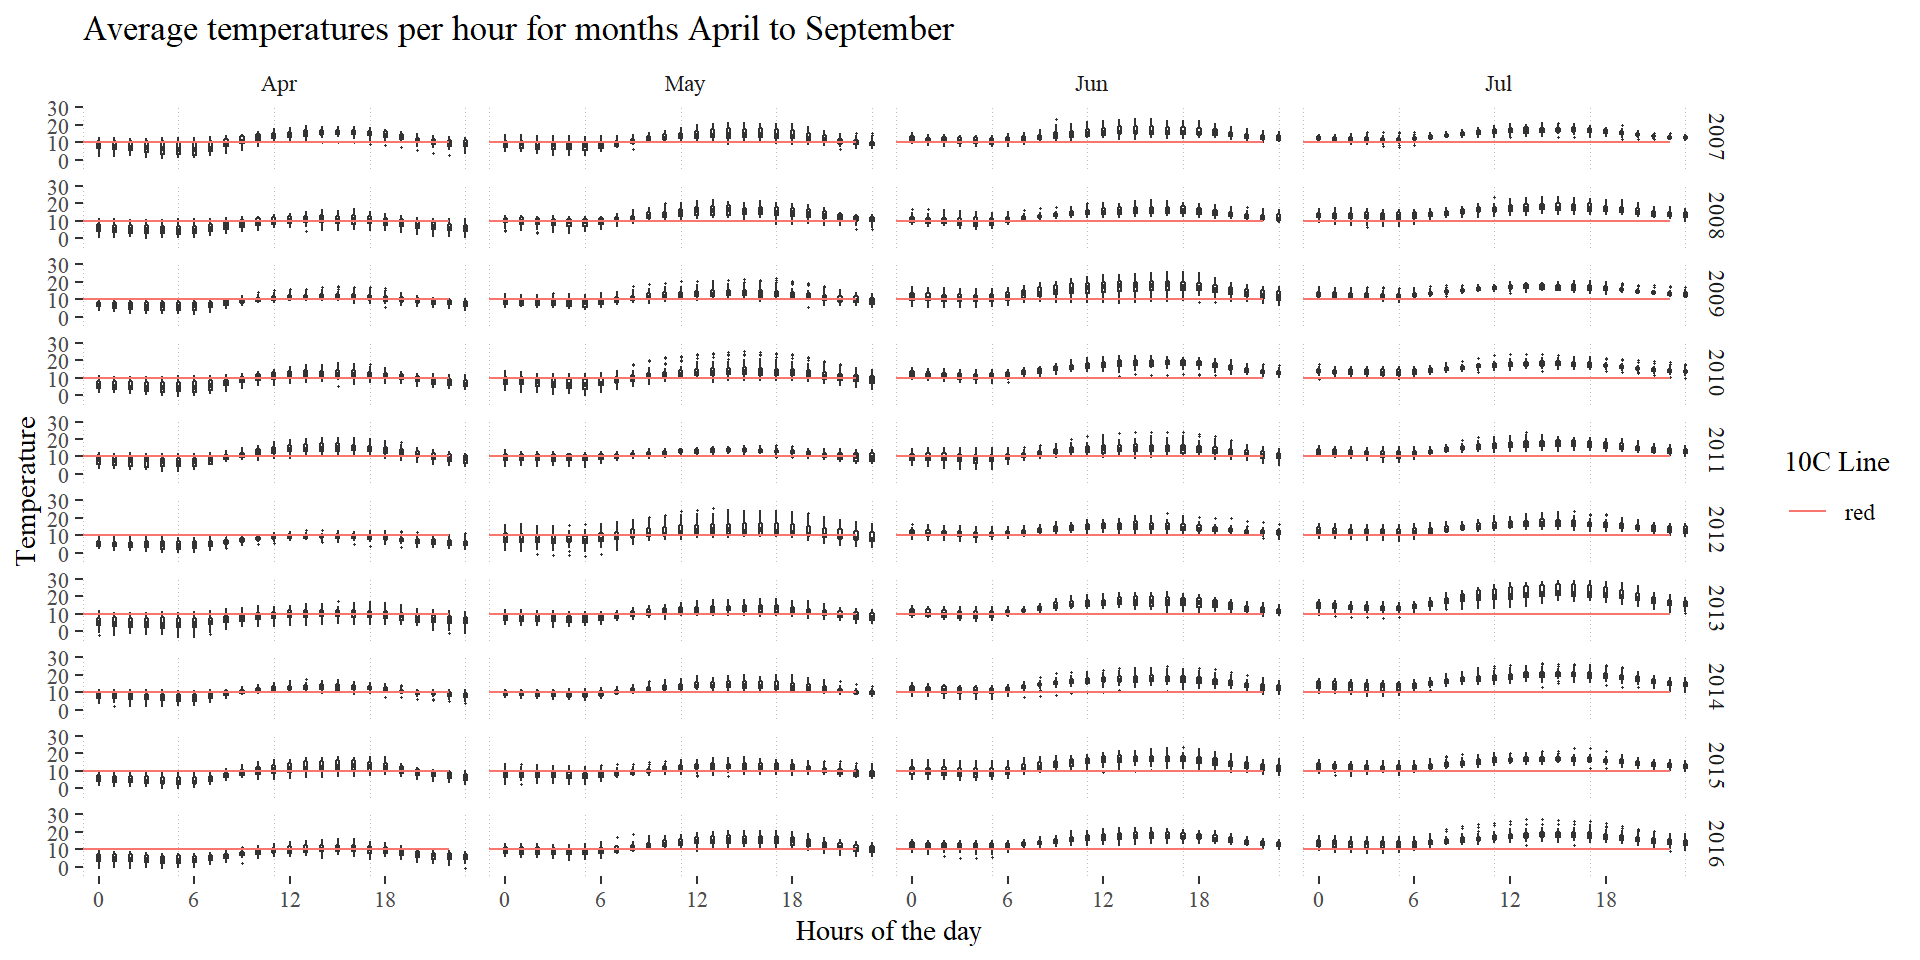 Average temperatures per hour for months April to September
Apr May Jun Jul
30 20 10 0 2007
30 20 10 0 2008
30 20 10 0 2009
30 20 10 0 2010
30 20 10 0 2011
30 20 10 0 2012
30 20 10 0 2013
30 20 10 0 2014
30 20 10 0 2015
30 20 10 0 2016
Temperature
0 6 12 18 0 6 12 18 0 6 12 18 0 6 12 18
Hours of the day
10C Line
red